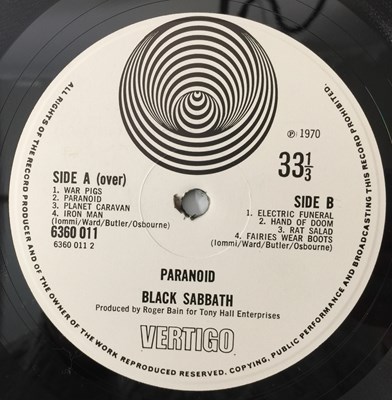 ℗ 1970
33⅓
SIDE A (over)
1. WAR PIGS
2. PARANOID
3. PLANET CARAVAN
4. IRON MAN
(Iommi/Ward/Butler/Osbourne)
6360 011
6360 011 2
SIDE B
1. ELECTRIC FUNERAL
2. HAND OF DOOM
3. RAT SALAD
4. FAIRIES WEAR BOOTS
(Iommi/Ward/Butler/Osbourne)
PARANOID
BLACK SABBATH
Produced by Roger Bain for Tony Hall Enterprises
VERTIGO
ALL RIGHTS OF THE RECORD PRODUCER AND OF THE OWNER OF THE WORK REPRODUCED RESERVED. COPYING, PUBLIC PERFORMANCE AND BROADCASTING THIS RECORD PROHIBITED.